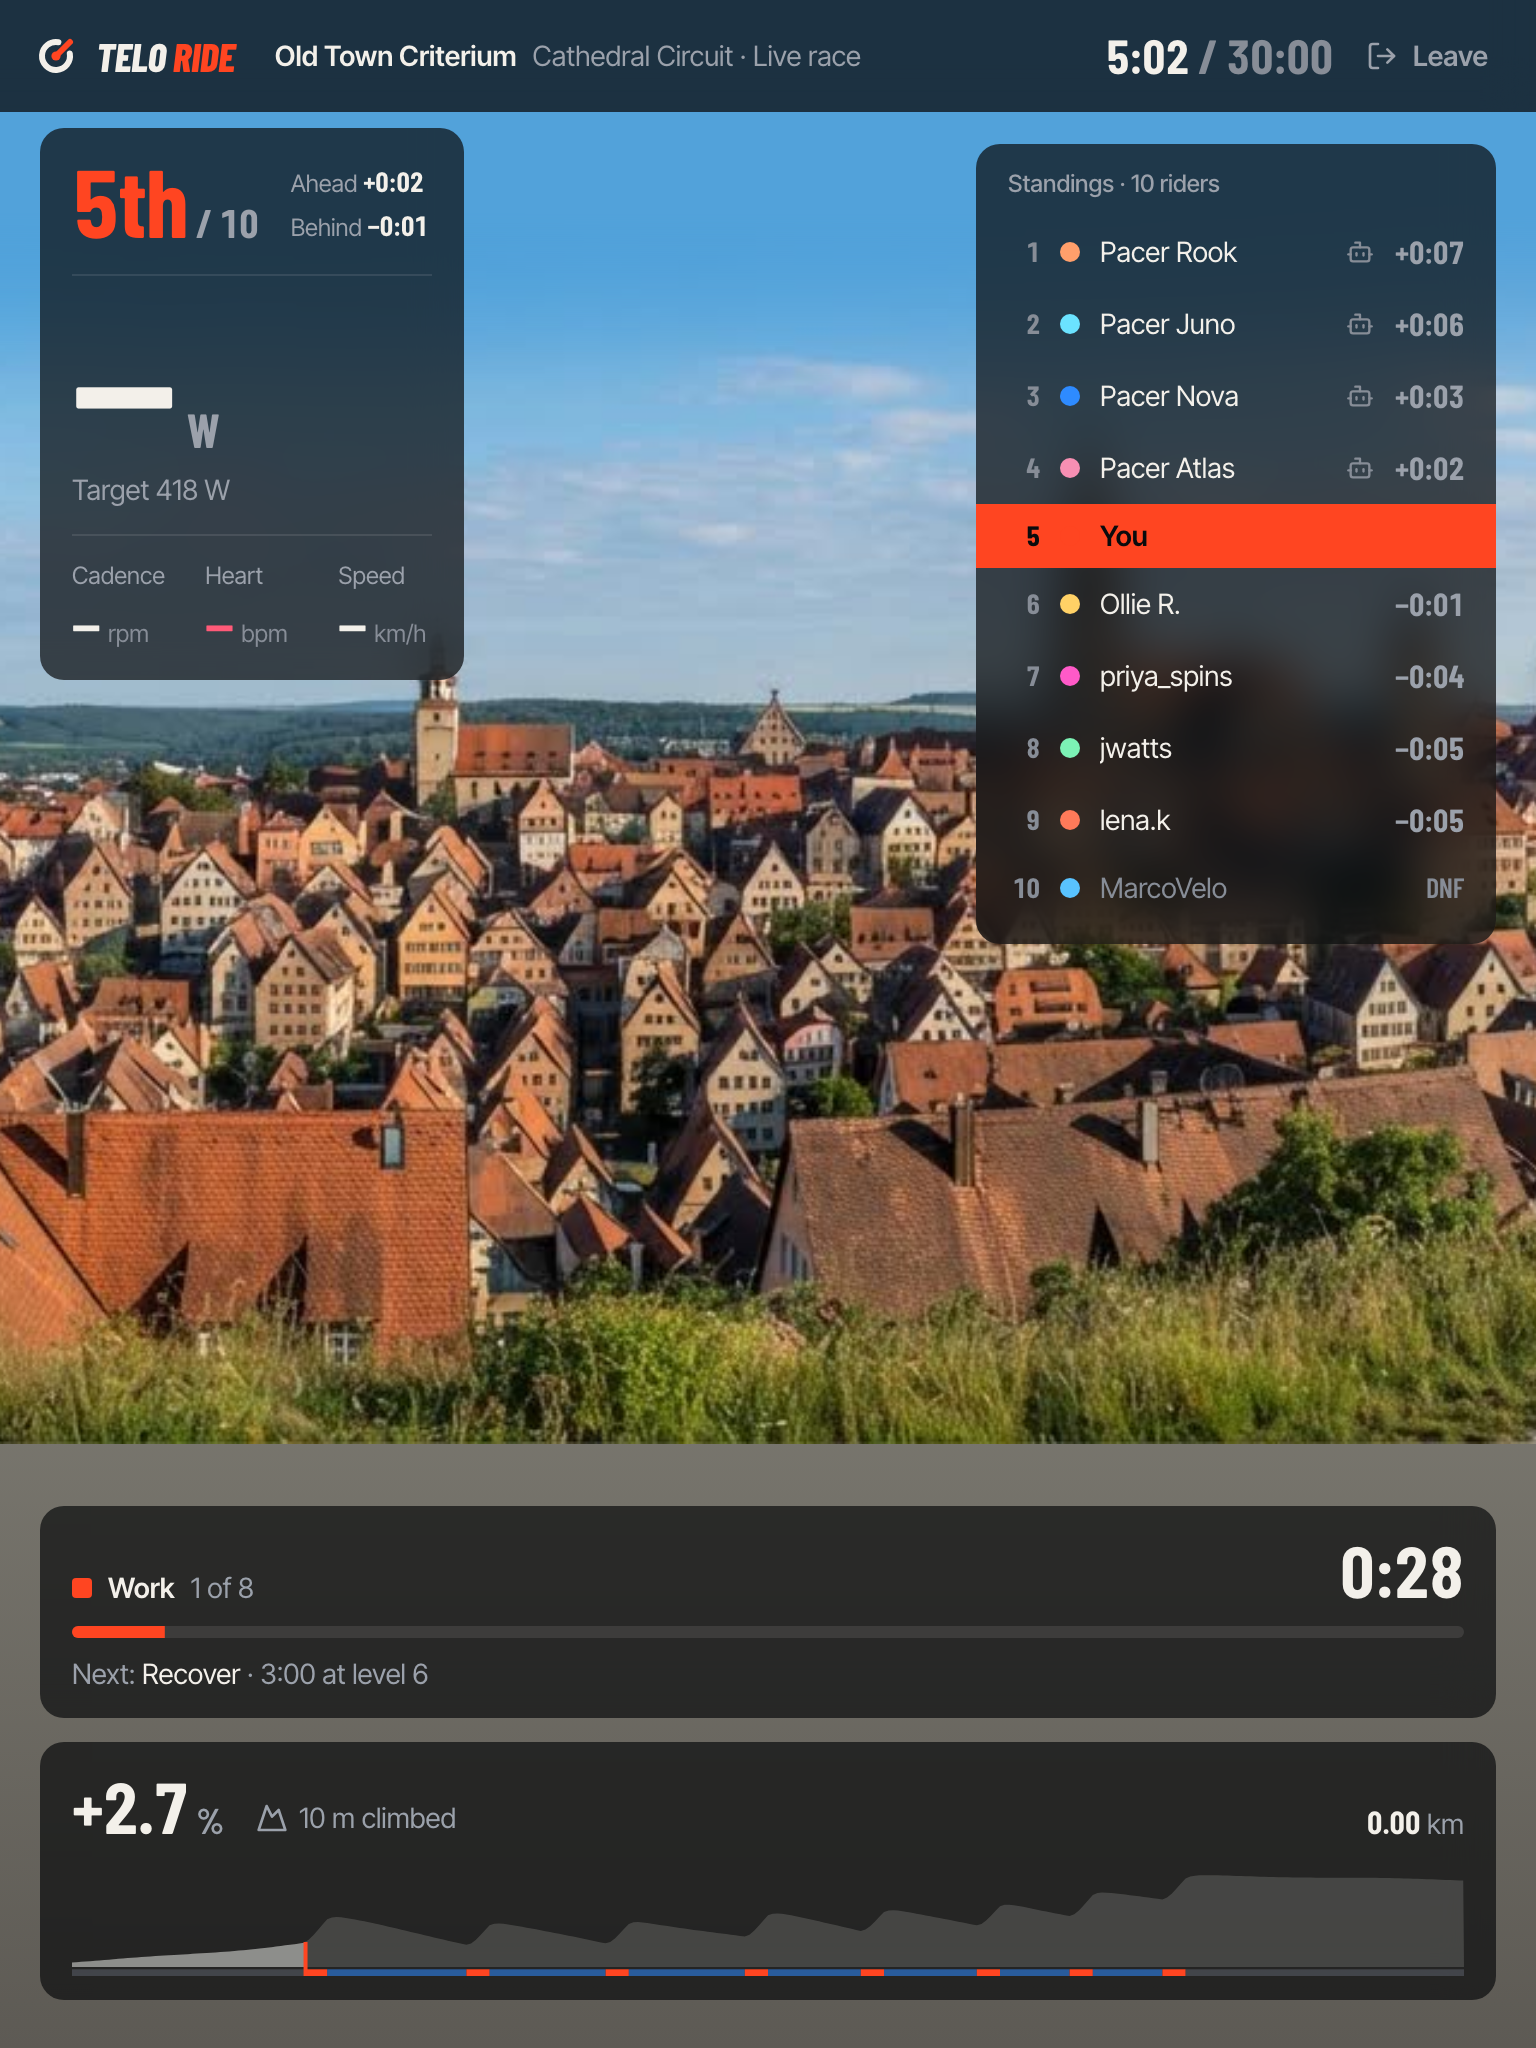 TELO RIDE Old Town Criterium Cathedral Circuit · Live race 5:02 / 30:00 Leave
5th / 10
Ahead +0:02
Behind −0:01
— W
Target 418 W
Cadence Heart Speed
— rpm — bpm — km/h
Standings · 10 riders
1 Pacer Rook +0:07
2 Pacer Juno +0:06
3 Pacer Nova +0:03
4 Pacer Atlas +0:02
5 You
6 Ollie R. −0:01
7 priya_spins −0:04
8 jwatts −0:05
9 lena.k −0:05
10 MarcoVelo DNF
Work 1 of 8 0:28
Next: Recover · 3:00 at level 6
+2.7 % 10 m climbed 0.00 km